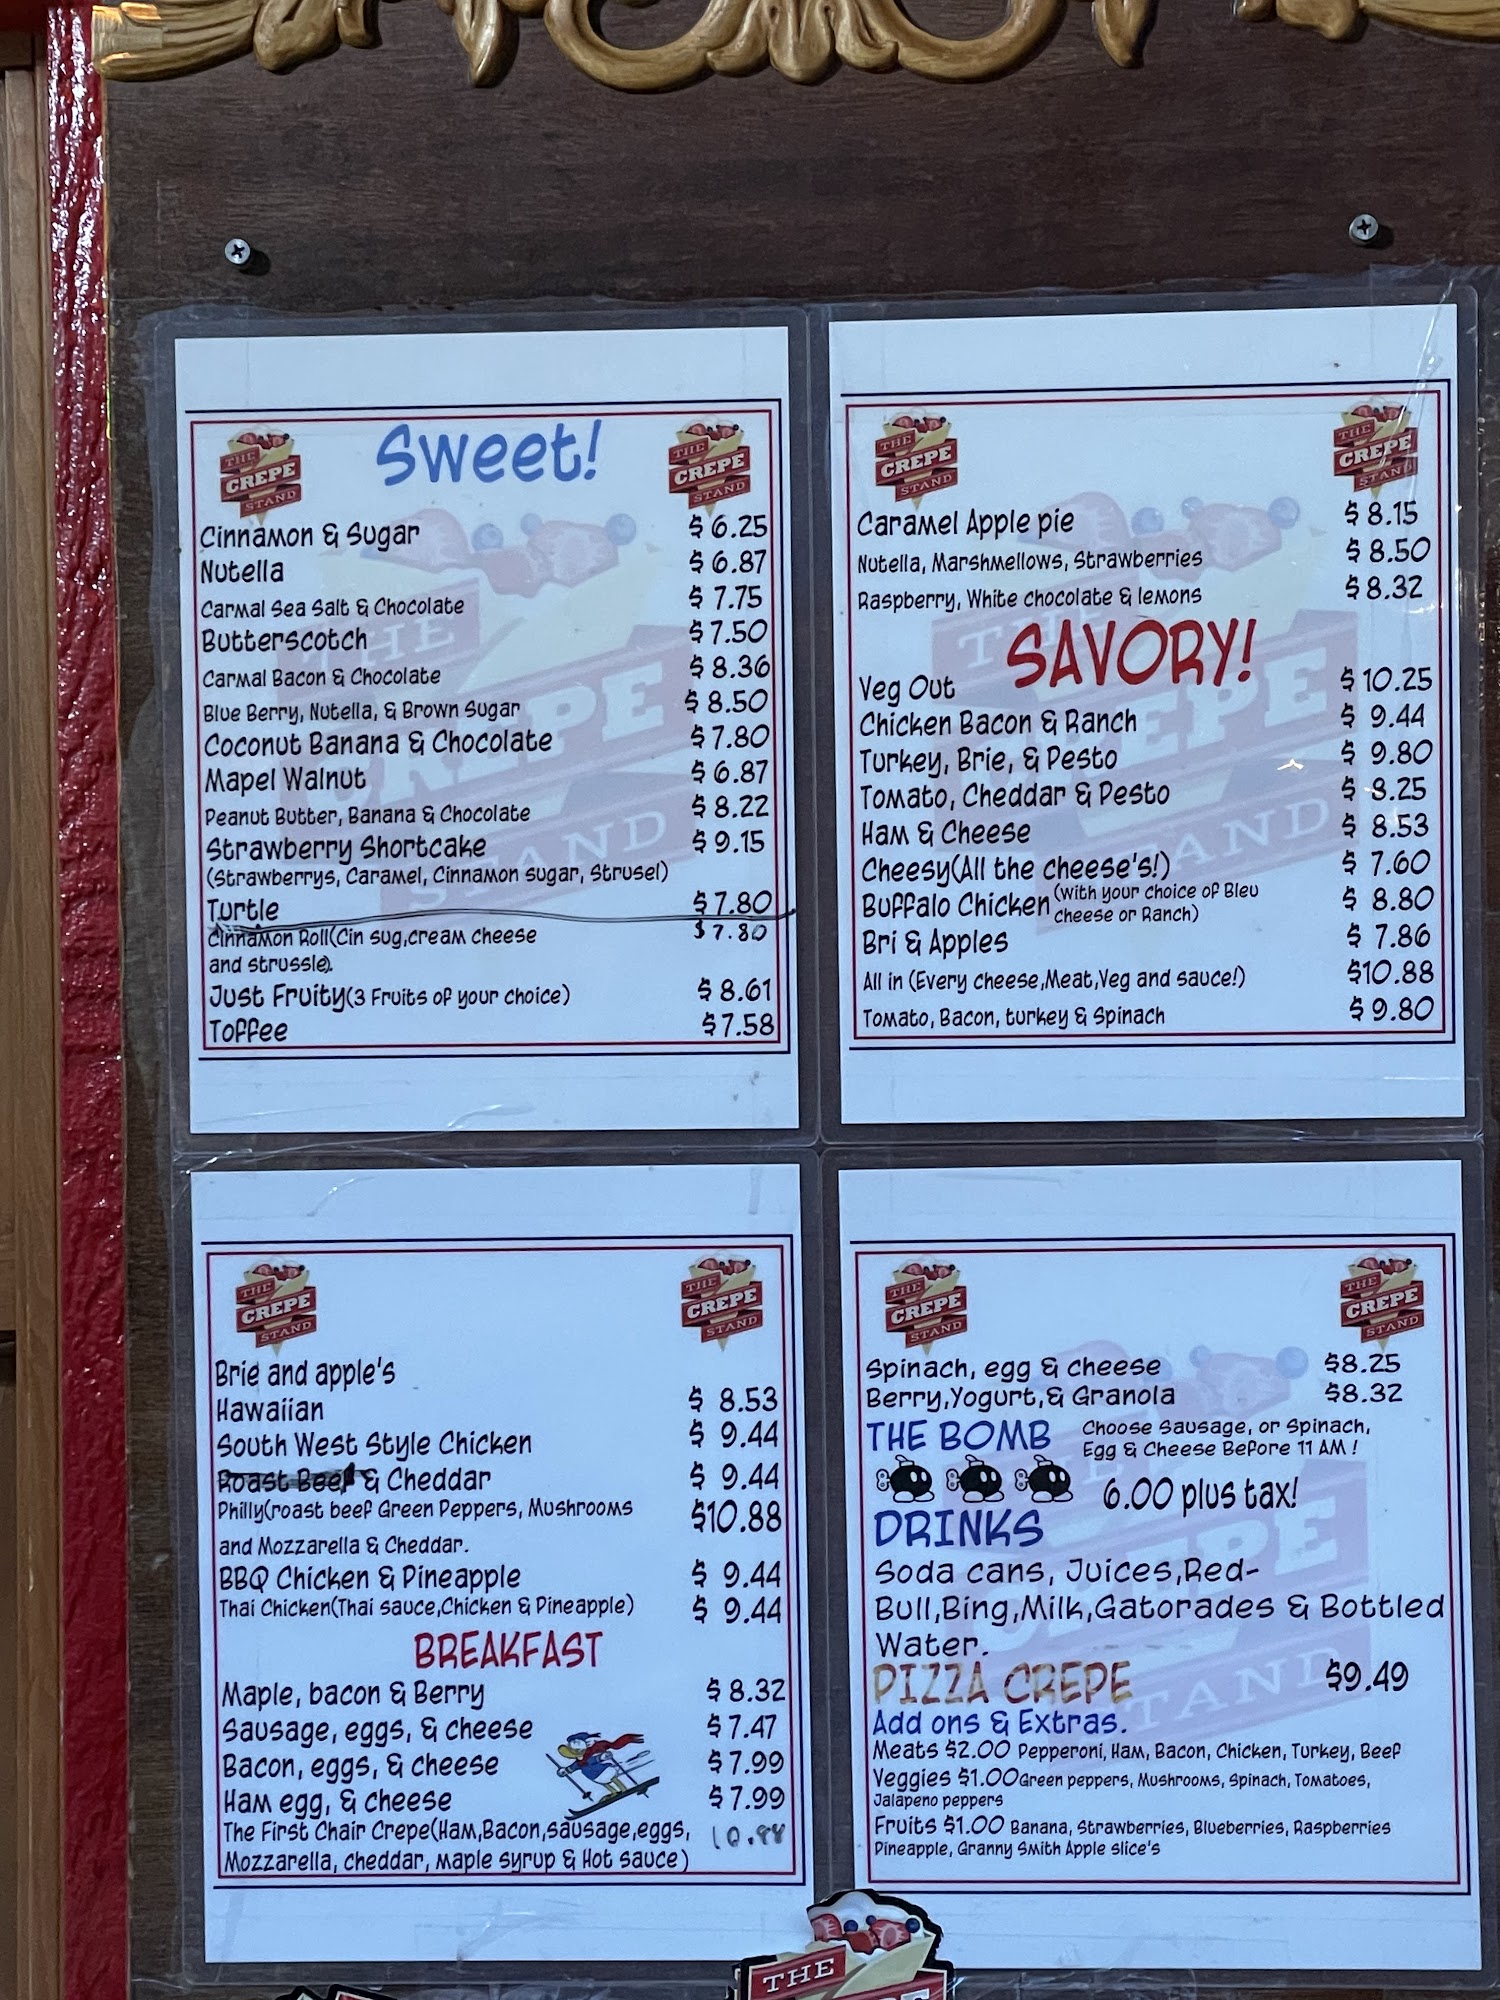 THE CREPE STAND
Sweet!
THE CREPE STAND
Cinnamon & Sugar $ 6.25
Nutella $ 6.87
Carmal Sea Salt & Chocolate $ 7.75
Butterscotch $7.50
Carmal Bacon & Chocolate $ 8.36
Blue Berry, Nutella, & Brown Sugar $ 8.50
Coconut Banana & Chocolate $7.80
Mapel Walnut $ 6.87
Peanut Butter, Banana & Chocolate $ 8.22
Strawberry Shortcake $ 9.15
(Strawberrys, Caramel, Cinnamon sugar, Strusel)
Turtle $7.80
Cinnamon Roll(Cin sug,cream cheese $7.80
and strussle).
Just Fruity(3 Fruits of your choice) $ 8.61
Toffee $7.58
THE CREPE STAND
THE CREPE STAND
THE CREPE STAND
Caramel Apple pie $ 8.15
Nutella, Marshmellows, Strawberries $ 8.50
Raspberry, White chocolate & lemons $ 8.32
SAVORY!
Veg Out $ 10.25
Chicken Bacon & Ranch $ 9.44
Turkey, Brie, & Pesto $ 9.80
Tomato, Cheddar & Pesto $ 8.25
Ham & Cheese $ 8.53
Cheesy(All the cheese's!) $ 7.60
Buffalo Chicken (with your choice of Bleu cheese or Ranch) $ 8.80
Bri & Apples $ 7.86
All in (Every cheese,Meat,Veg and sauce!) $10.88
Tomato, Bacon, turkey & Spinach $ 9.80
THE CREPE STAND
THE CREPE STAND
THE CREPE STAND
Brie and apple's
Hawaiian $ 8.53
South West Style Chicken $ 9.44
Roast Beef & Cheddar $ 9.44
Philly(roast beef Green Peppers, Mushrooms $10.88
and Mozzarella & Cheddar.
BBQ Chicken & Pineapple $ 9.44
Thai Chicken(Thai sauce,Chicken & Pineapple) $ 9.44
BREAKFAST
Maple, bacon & Berry $ 8.32
Sausage, eggs, & cheese $7.47
Bacon, eggs, & cheese $7.99
Ham egg, & cheese $7.99
The First Chair Crepe(Ham,Bacon,sausage,eggs, 10.88
Mozzarella, cheddar, maple syrup & Hot sauce)
THE CREPE STAND
THE CREPE STAND
THE CREPE STAND
Spinach, egg & cheese $8.25
Berry,Yogurt,& Granola $8.32
THE BOMB Choose Sausage, or Spinach,
Egg & Cheese Before 11 AM !
6.00 plus tax!
DRINKS
Soda cans, Juices,Red-
Bull,Bing,Milk,Gatorades & Bottled
Water.
PIZZA CREPE $9.49
Add ons & Extras.
Meats $2.00 Pepperoni, Ham, Bacon, Chicken, Turkey, Beef
Veggies $1.00Green peppers, Mushrooms, Spinach, Tomatoes,
Jalapeno peppers
Fruits $1.00 Banana, Strawberries, Blueberries, Raspberries
Pineapple, Granny Smith Apple slice's
THE